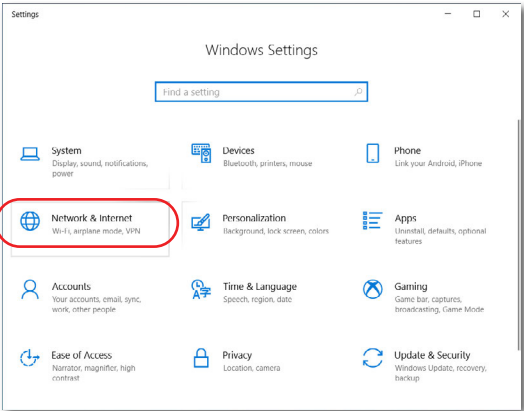 Settings
Windows Settings
Find a setting
System
Display, sound, notifications,
power
Devices
Bluetooth, printers, mouse
Phone
Link your Android, iPhone
Network & Internet
Wi-Fi, airplane mode, VPN
Personalization
Background, lock screen, colors
Apps
Uninstall, defaults, optional
features
Accounts
Your accounts, email, sync,
work, other people
Time & Language
Speech, region, date
Gaming
Game bar, captures,
broadcasting, Game Mode
Ease of Access
Narrator, magnifier, high
contrast
Privacy
Location, camera
Update & Security
Windows Update, recovery,
backup